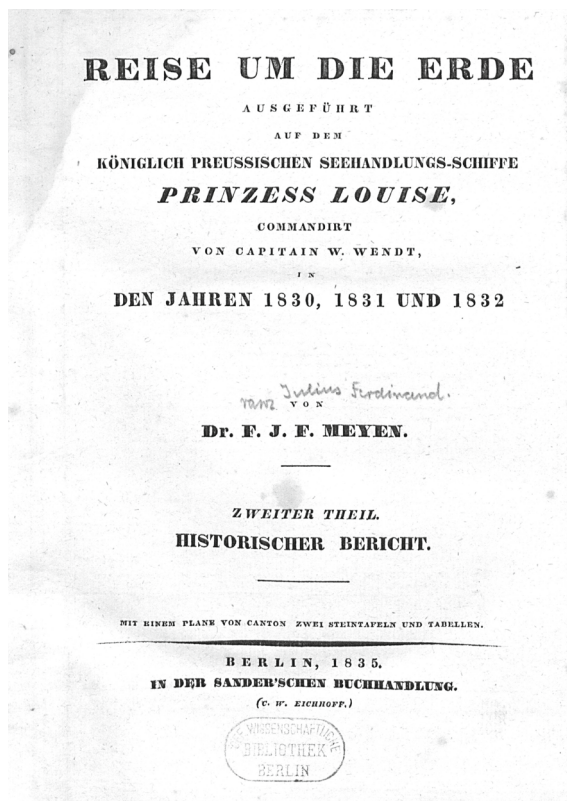 REISE UM DIE ERDE
AUSGEFÜHRT
AUF DEM
KÖNIGLICH PREUSSISCHEN SEEHANDLUNGS-SCHIFFE
PRINZESS LOUISE,
COMMANDIRT
VON CAPITAIN W. WENDT,
IN
DEN JAHREN 1830, 1831 UND 1832
ranz Julius Ferdinand.
VON
Dr. F. J. F. MEYEN.
ZWEITER THEIL.
HISTORISCHER BERICHT.
MIT EINEM PLANE VON CANTON ZWEI STEINTAFELN UND TABELLEN.
BERLIN, 1835.
IN DER SANDER'SCHEN BUCHHANDLUNG.
(C. W. EICHHOFF.)
WISSENSCHAFTLICHE
BIBLIOTHEK
BERLIN